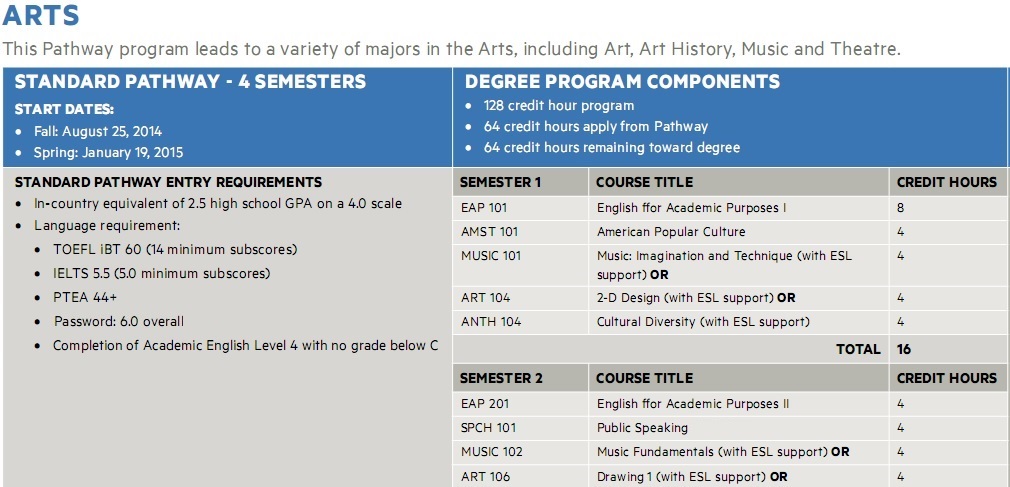 ARTS
This Pathway program leads to a variety of majors in the Arts, including Art, Art History, Music and Theatre.
STANDARD PATHWAY - 4 SEMESTERS
START DATES:
• Fall: August 25, 2014
• Spring: January 19, 2015
DEGREE PROGRAM COMPONENTS
• 128 credit hour program
• 64 credit hours apply from Pathway
• 64 credit hours remaining toward degree
STANDARD PATHWAY ENTRY REQUIREMENTS
• In-country equivalent of 2.5 high school GPA on a 4.0 scale
• Language requirement:
• TOEFL iBT 60 (14 minimum subscores)
• IELTS 5.5 (5.0 minimum subscores)
• PTEA 44+
• Password: 6.0 overall
• Completion of Academic English Level 4 with no grade below C
SEMESTER 1 COURSE TITLE CREDIT HOURS
EAP 101 English ffor Academic Purposes I 8
AMST 101 American Popular Culture 4
MUSIC 101 Music: Imagination and Technique (with ESL 4
support) OR
ART 104 2-D Design (with ESL support) OR 4
ANTH 104 Cultural Diversity (with ESL support) 4
TOTAL 16
SEMESTER 2 COURSE TITLE CREDIT HOURS
EAP 201 English ffor Academic Purposes II 4
SPCH 101 Public Speaking 4
MUSIC 102 Music Fundamentals (with ESL support) OR 4
ART 106 Drawing 1 (with ESL support) OR 4